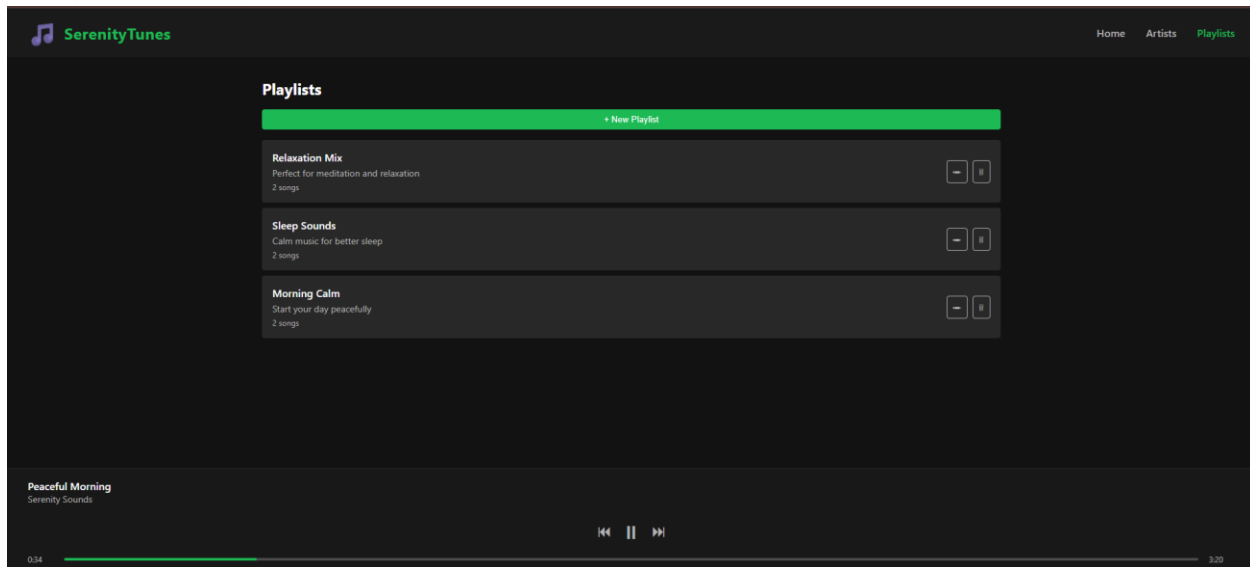 SerenityTunes
Home Artists Playlists
Playlists
+ New Playlist
Relaxation Mix
Perfect for meditation and relaxation
2 songs
Sleep Sounds
Calm music for better sleep
2 songs
Morning Calm
Start your day peacefully
2 songs
Peaceful Morning
Serenity Sounds
0:34 3:20